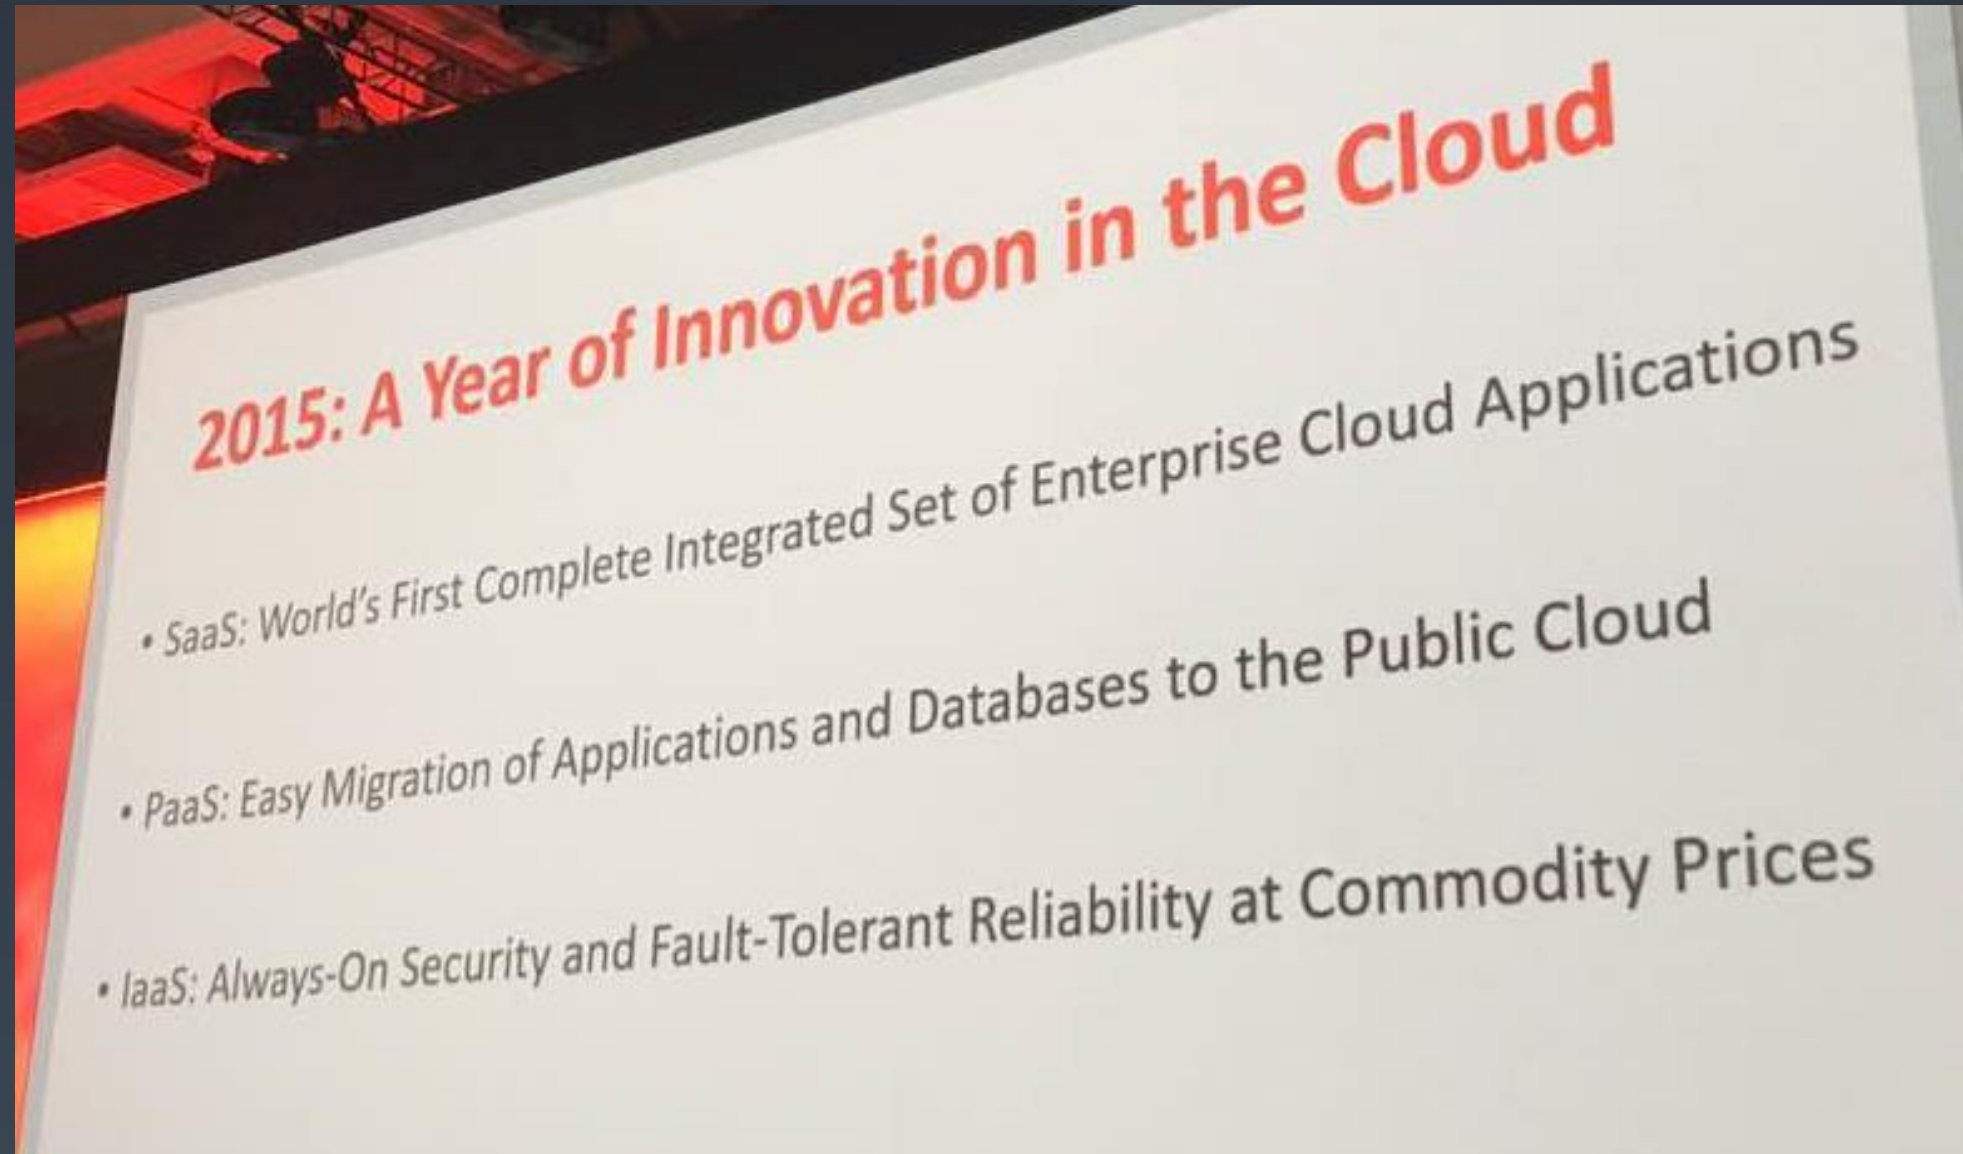 2015: A Year of Innovation in the Cloud
• SaaS: World's First Complete Integrated Set of Enterprise Cloud Applications
• PaaS: Easy Migration of Applications and Databases to the Public Cloud
• IaaS: Always-On Security and Fault-Tolerant Reliability at Commodity Prices